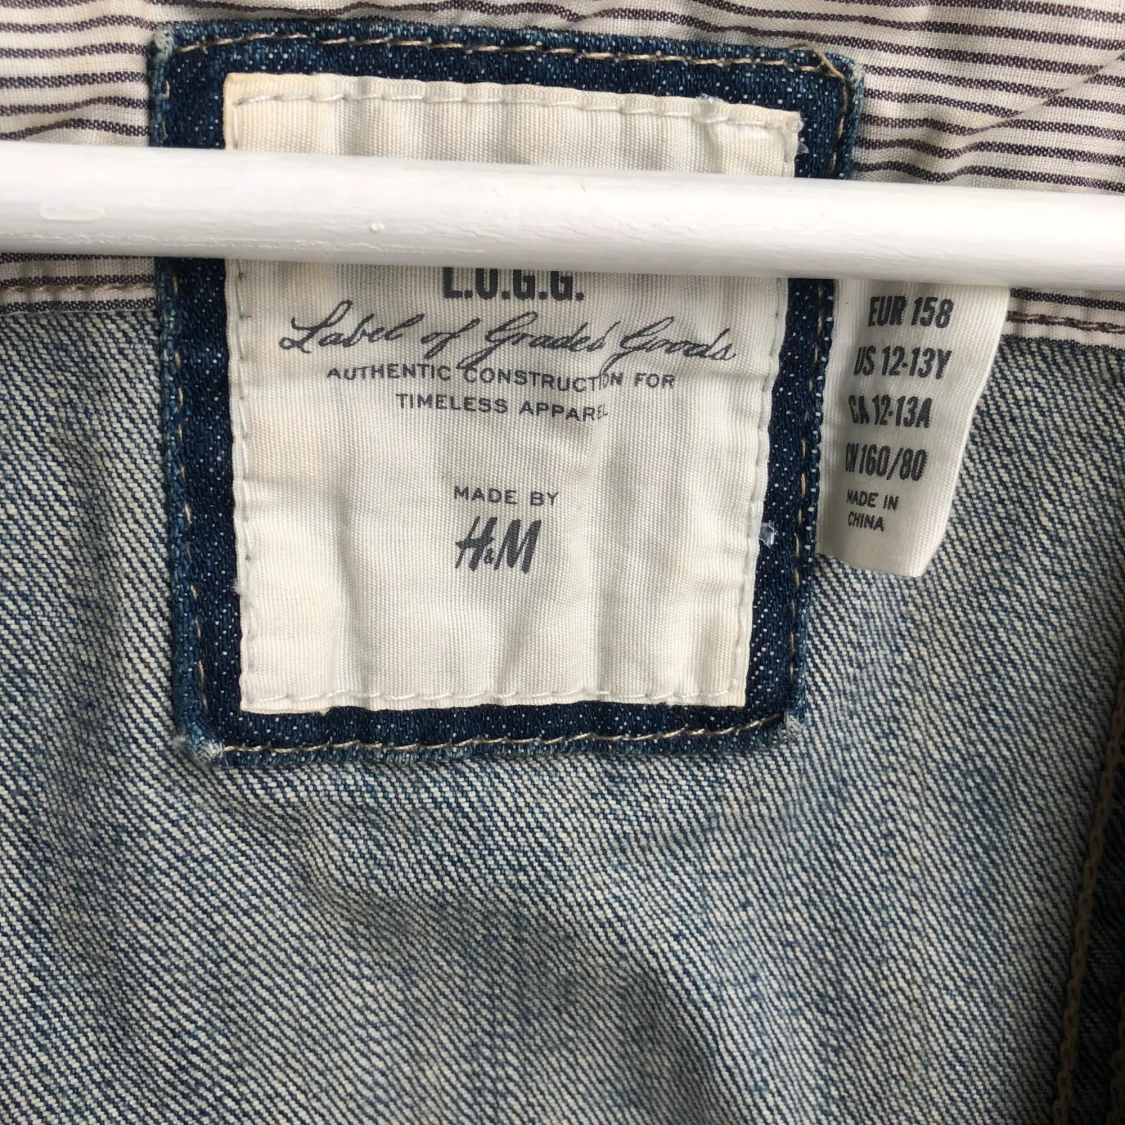 L.O.G.G.
Label of Graded Goods
AUTHENTIC CONSTRUCTION FOR
TIMELESS APPAREL
MADE BY
H&M
EUR 158
US 12-13Y
CA 12-13A
CN 160/80
MADE IN
CHINA